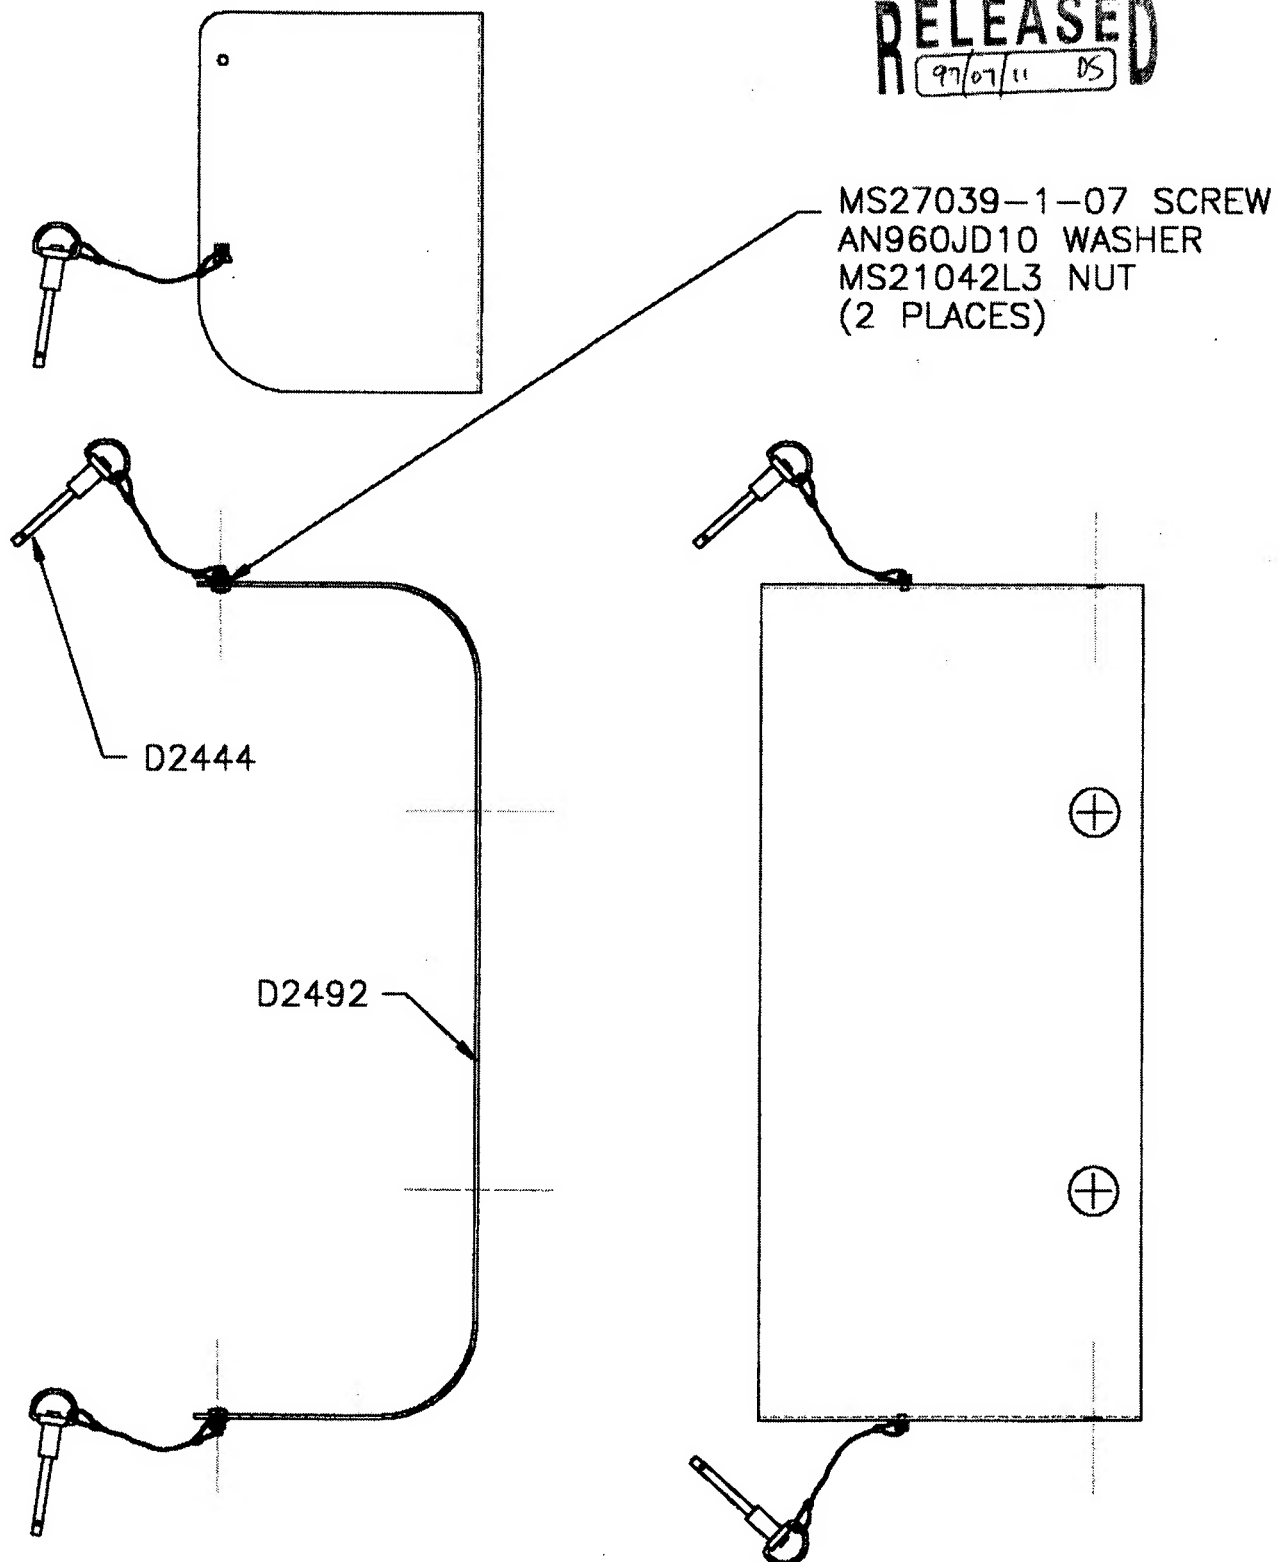 RELEASED
97/07/11 DS
MS27039-1-07 SCREW
AN960JD10 WASHER
MS21042L3 NUT
(2 PLACES)
D2444
D2492